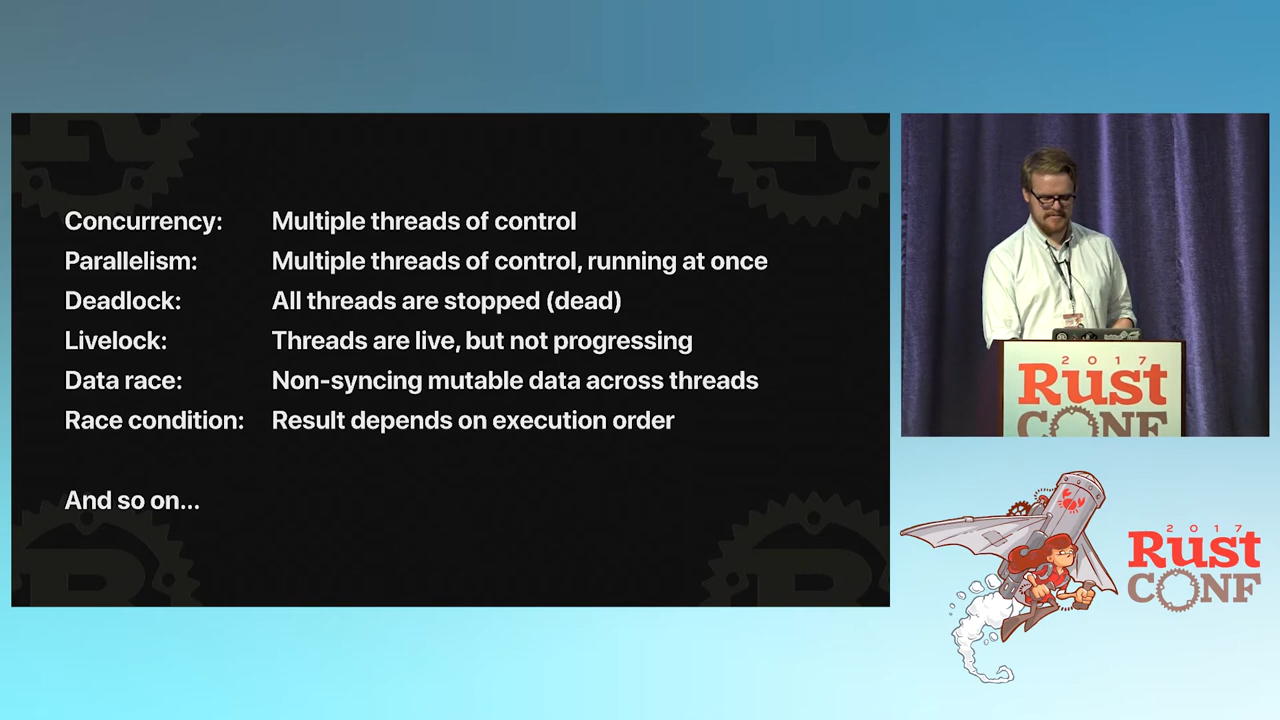 Concurrency: Multiple threads of control
Parallelism: Multiple threads of control, running at once
Deadlock: All threads are stopped (dead)
Livelock: Threads are live, but not progressing
Data race: Non-syncing mutable data across threads
Race condition: Result depends on execution order
And so on...
2017
Rust
CONF
2017
Rust
CONF